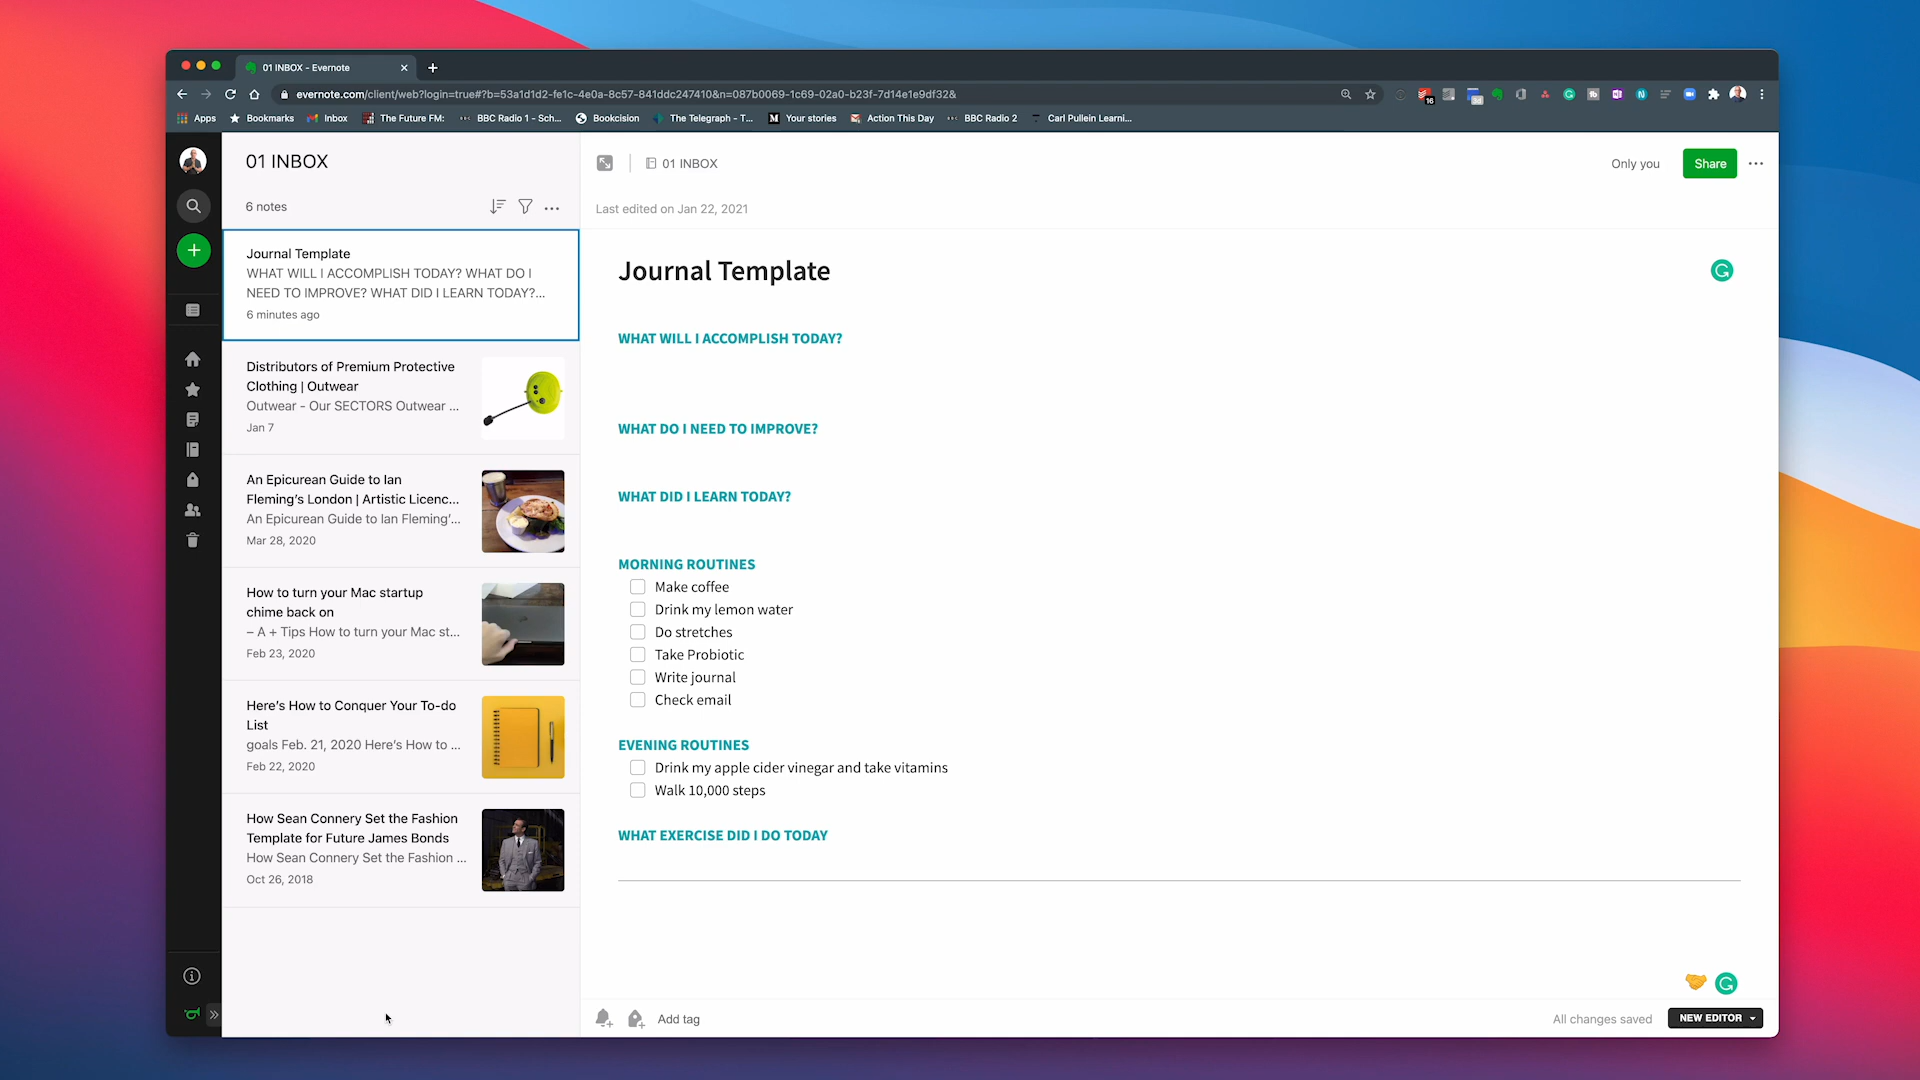 01 INBOX - Evernote
evernote.com/client/web?login=true#?b=53a1d1d2-fe1c-4e0a-8c57-841ddc247410&n=087b0069-1c69-02a0-b23f-7d14e1e9df32&
16
Apps
Bookmarks
Inbox
The Future FM:
BBC Radio 1 - Sch...
Bookcision
The Telegraph - T...
Your stories
Action This Day
BBC Radio 2
Carl Pullein Learni...
01 INBOX
6 notes
Journal Template
WHAT WILL I ACCOMPLISH TODAY? WHAT DO I
NEED TO IMPROVE? WHAT DID I LEARN TODAY?...
6 minutes ago
Distributors of Premium Protective
Clothing | Outwear
Outwear - Our SECTORS Outwear ...
Jan 7
An Epicurean Guide to Ian
Fleming's London | Artistic Licenc...
An Epicurean Guide to Ian Fleming'...
Mar 28, 2020
How to turn your Mac startup
chime back on
– A + Tips How to turn your Mac st...
Feb 23, 2020
Here's How to Conquer Your To-do
List
goals Feb. 21, 2020 Here's How to ...
Feb 22, 2020
How Sean Connery Set the Fashion
Template for Future James Bonds
How Sean Connery Set the Fashion ...
Oct 26, 2018
01 INBOX
Only you
Share
Last edited on Jan 22, 2021
Journal Template
WHAT WILL I ACCOMPLISH TODAY?
WHAT DO I NEED TO IMPROVE?
WHAT DID I LEARN TODAY?
MORNING ROUTINES
Make coffee
Drink my lemon water
Do stretches
Take Probiotic
Write journal
Check email
EVENING ROUTINES
Drink my apple cider vinegar and take vitamins
Walk 10,000 steps
WHAT EXERCISE DID I DO TODAY
Add tag
All changes saved
NEW EDITOR